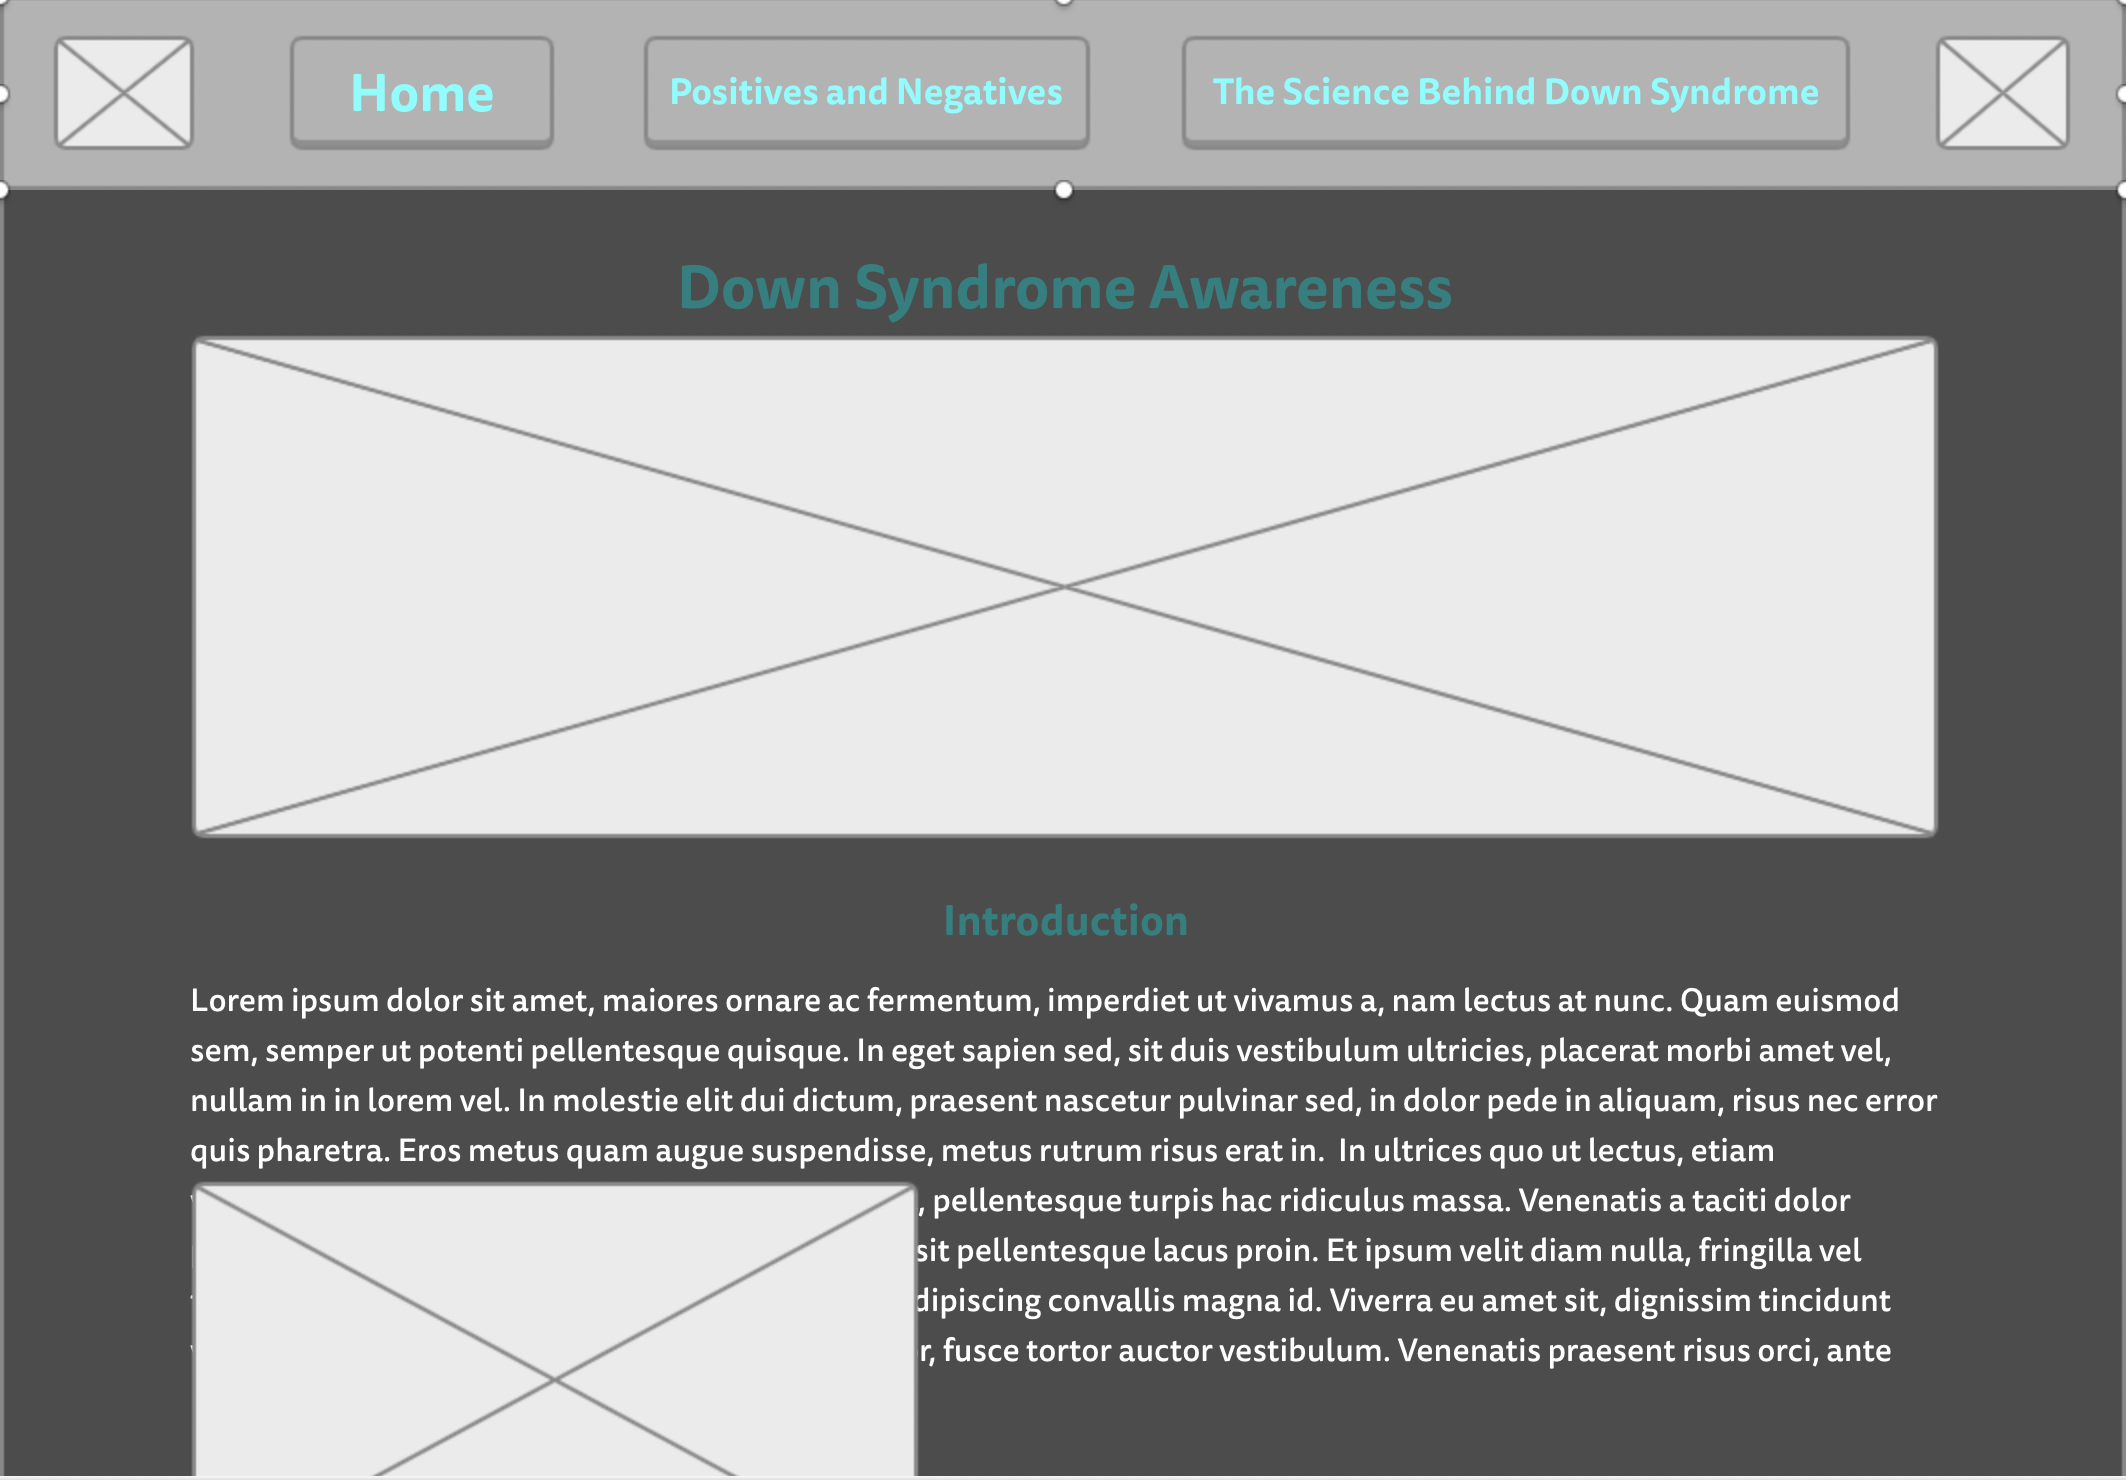 Home
Positives and Negatives
The Science Behind Down Syndrome
Down Syndrome Awareness
Introduction
Lorem ipsum dolor sit amet, maiores ornare ac fermentum, imperdiet ut vivamus a, nam lectus at nunc. Quam euismod
sem, semper ut potenti pellentesque quisque. In eget sapien sed, sit duis vestibulum ultricies, placerat morbi amet vel,
nullam in in lorem vel. In molestie elit dui dictum, praesent nascetur pulvinar sed, in dolor pede in aliquam, risus nec error
quis pharetra. Eros metus quam augue suspendisse, metus rutrum risus erat in.  In ultrices quo ut lectus, etiam
, pellentesque turpis hac ridiculus massa. Venenatis a taciti dolor
sit pellentesque lacus proin. Et ipsum velit diam nulla, fringilla vel
dipiscing convallis magna id. Viverra eu amet sit, dignissim tincidunt
r, fusce tortor auctor vestibulum. Venenatis praesent risus orci, ante